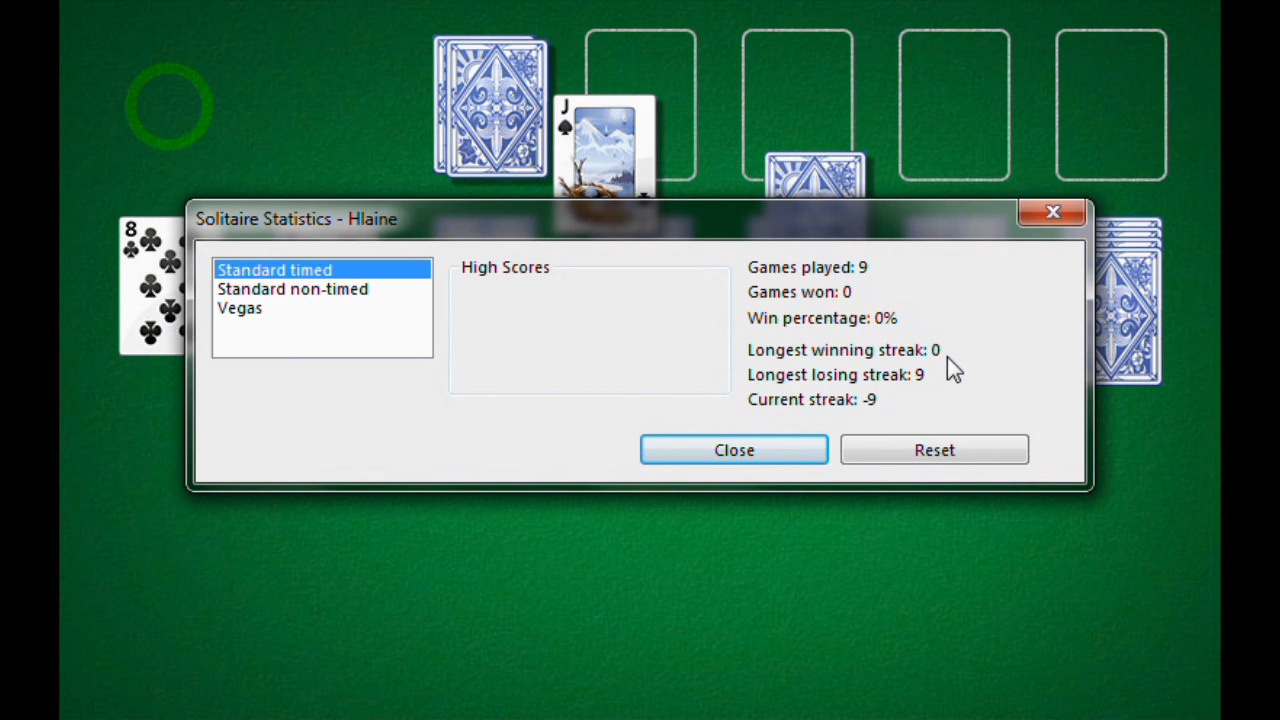 J
Solitaire Statistics - Hlaine
8
Standard timed
Standard non-timed
Vegas
High Scores
Games played: 9
Games won: 0
Win percentage: 0%
Longest winning streak: 0
Longest losing streak: 9
Current streak: -9
Close
Reset